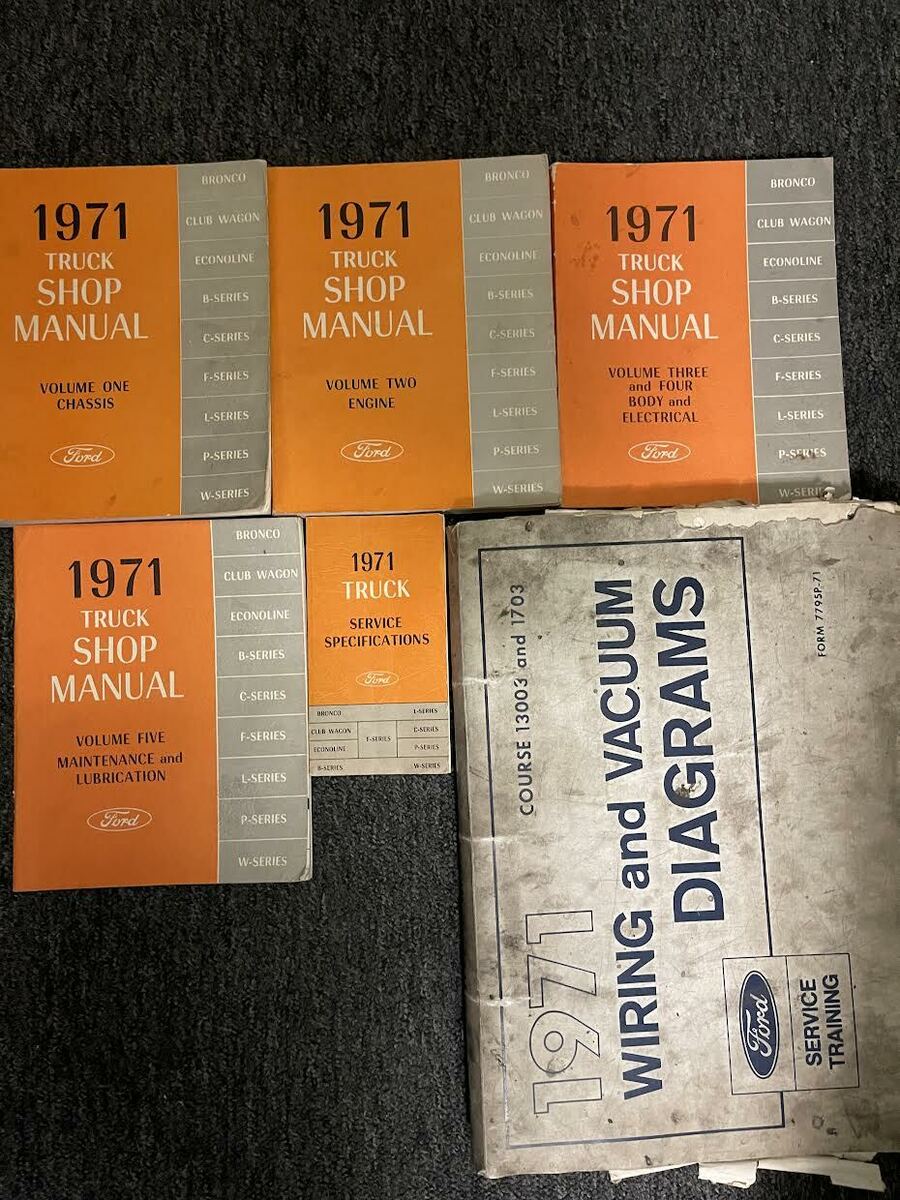 1971
TRUCK
SHOP
MANUAL
VOLUME ONE
CHASSIS
Ford
BRONCO
CLUB WAGON
ECONOLINE
B-SERIES
C-SERIES
F-SERIES
L-SERIES
P-SERIES
W-SERIES
1971
TRUCK
SHOP
MANUAL
VOLUME TWO
ENGINE
Ford
BRONCO
CLUB WAGON
ECONOLINE
B-SERIES
C-SERIES
F-SERIES
L-SERIES
P-SERIES
W-SERIES
1971
TRUCK
SHOP
MANUAL
VOLUME THREE
and FOUR
BODY and
ELECTRICAL
Ford
BRONCO
CLUB WAGON
ECONOLINE
B-SERIES
C-SERIES
F-SERIES
L-SERIES
P-SERIES
W-SERIES
1971
TRUCK
SHOP
MANUAL
VOLUME FIVE
MAINTENANCE and
LUBRICATION
Ford
BRONCO
CLUB WAGON
ECONOLINE
B-SERIES
C-SERIES
F-SERIES
L-SERIES
P-SERIES
W-SERIES
1971
TRUCK
SERVICE
SPECIFICATIONS
Ford
BRONCO
CLUB WAGON
ECONOLINE
B-SERIES
F-SERIES
L-SERIES
C-SERIES
P-SERIES
W-SERIES
COURSE 13003 and 1703
1971
WIRING and VACUUM
DIAGRAMS
Ford
SERVICE
TRAINING
FORM 7795P-71